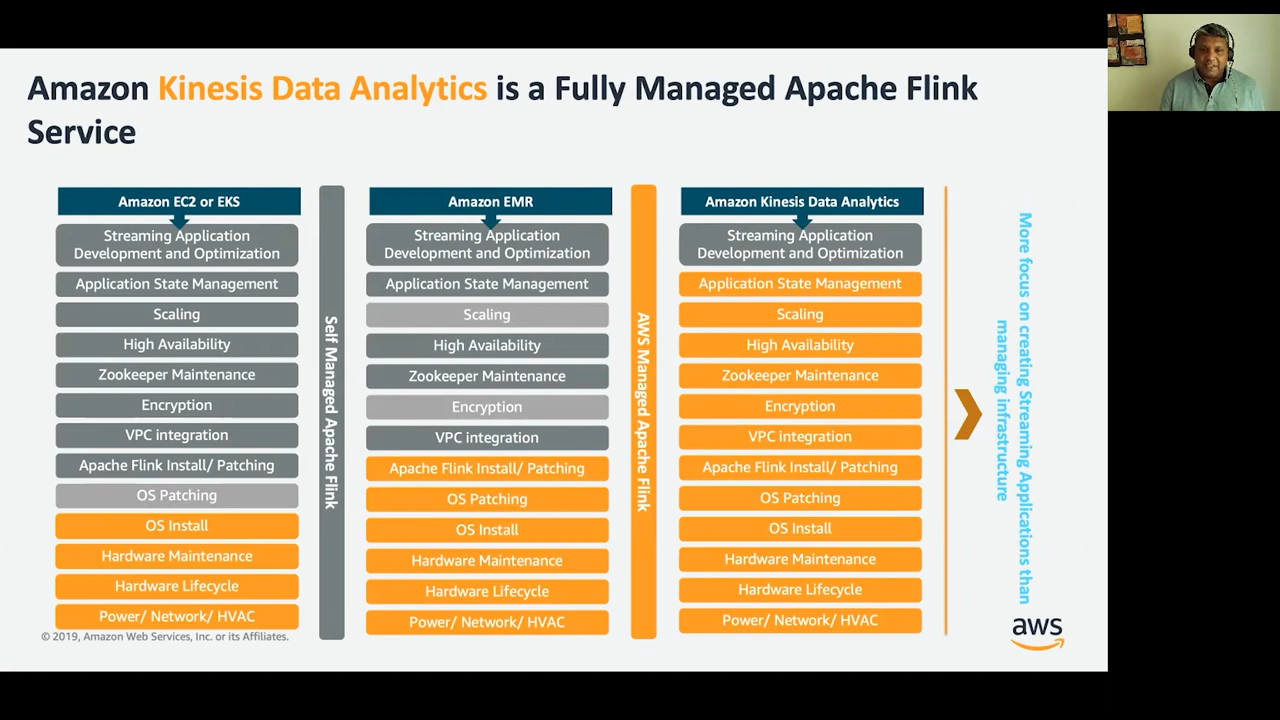 Amazon Kinesis Data Analytics is a Fully Managed Apache Flink
Service
Amazon EC2 or EKS
Streaming Application
Development and Optimization
Application State Management
Scaling
High Availability
Zookeeper Maintenance
Encryption
VPC integration
Apache Flink Install/ Patching
OS Patching
OS Install
Hardware Maintenance
Hardware Lifecycle
Power/ Network/ HVAC
Self Managed Apache Flink
Amazon EMR
Streaming Application
Development and Optimization
Application State Management
Scaling
High Availability
Zookeeper Maintenance
Encryption
VPC integration
Apache Flink Install/ Patching
OS Patching
OS Install
Hardware Maintenance
Hardware Lifecycle
Power/ Network/ HVAC
AWS Managed Apache Flink
Amazon Kinesis Data Analytics
Streaming Application
Development and Optimization
Application State Management
Scaling
High Availability
Zookeeper Maintenance
Encryption
VPC integration
Apache Flink Install/ Patching
OS Patching
OS Install
Hardware Maintenance
Hardware Lifecycle
Power/ Network/ HVAC
More focus on creating Streaming Applications than
managing infrastructure
© 2019, Amazon Web Services, Inc. or its Affiliates.
aws